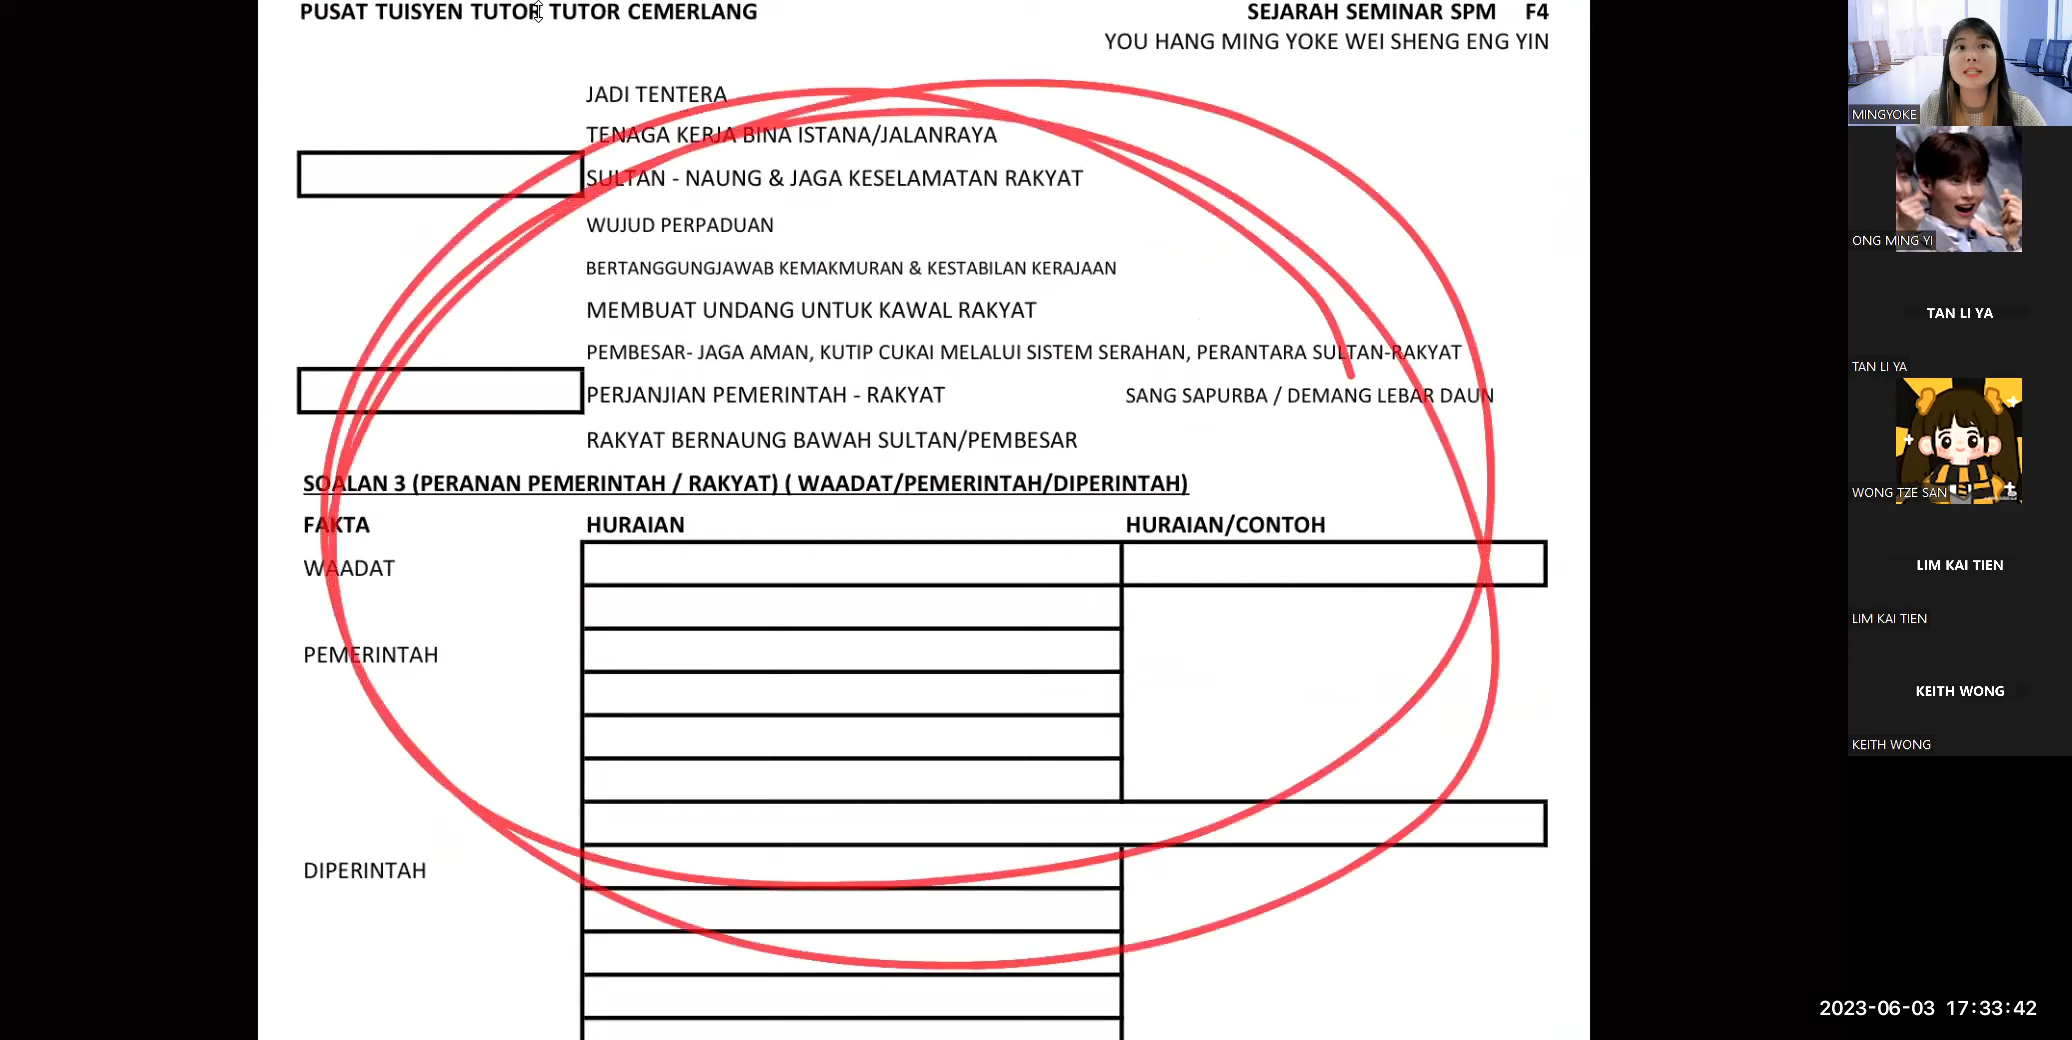 PUSAT TUISYEN TUTOR TUTOR CEMERLANG SEJARAH SEMINAR SPM F4
YOU HANG MING YOKE WEI SHENG ENG YIN
JADI TENTERA
TENAGA KERJA BINA ISTANA/JALANRAYA
SULTAN - NAUNG & JAGA KESELAMATAN RAKYAT
WUJUD PERPADUAN
BERTANGGUNGJAWAB KEMAKMURAN & KESTABILAN KERAJAAN
MEMBUAT UNDANG UNTUK KAWAL RAKYAT
PEMBESAR- JAGA AMAN, KUTIP CUKAI MELALUI SISTEM SERAHAN, PERANTARA SULTAN-RAKYAT
PERJANJIAN PEMERINTAH - RAKYAT SANG SAPURBA / DEMANG LEBAR DAUN
RAKYAT BERNAUNG BAWAH SULTAN/PEMBESAR
SOALAN 3 (PERANAN PEMERINTAH / RAKYAT) ( WAADAT/PEMERINTAH/DIPERINTAH)
FAKTA HURAIAN HURAIAN/CONTOH
WAADAT
PEMERINTAH
DIPERINTAH
MINGYOKE
ONG MING YI
TAN LI YA
TAN LI YA
WONG TZE SAN
LIM KAI TIEN
LIM KAI TIEN
KEITH WONG
KEITH WONG
2023-06-03 17:33:42